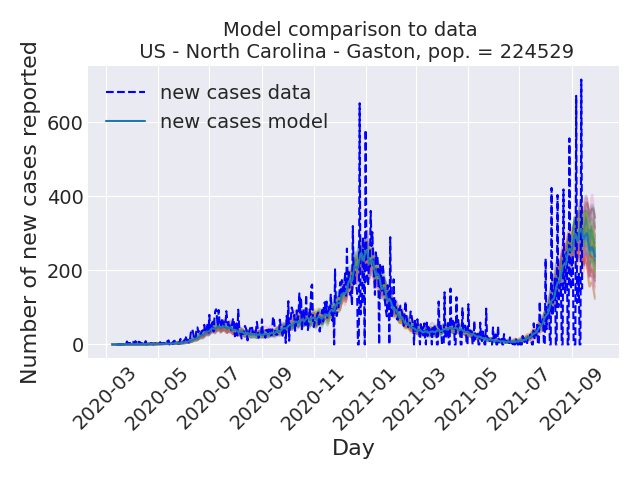 Model comparison to data
US - North Carolina - Gaston, pop. = 224529
new cases data
new cases model
Number of new cases reported
600
400
200
0
2020-03
2020-05
2020-07
2020-09
2020-11
2021-01
2021-03
2021-05
2021-07
2021-09
Day